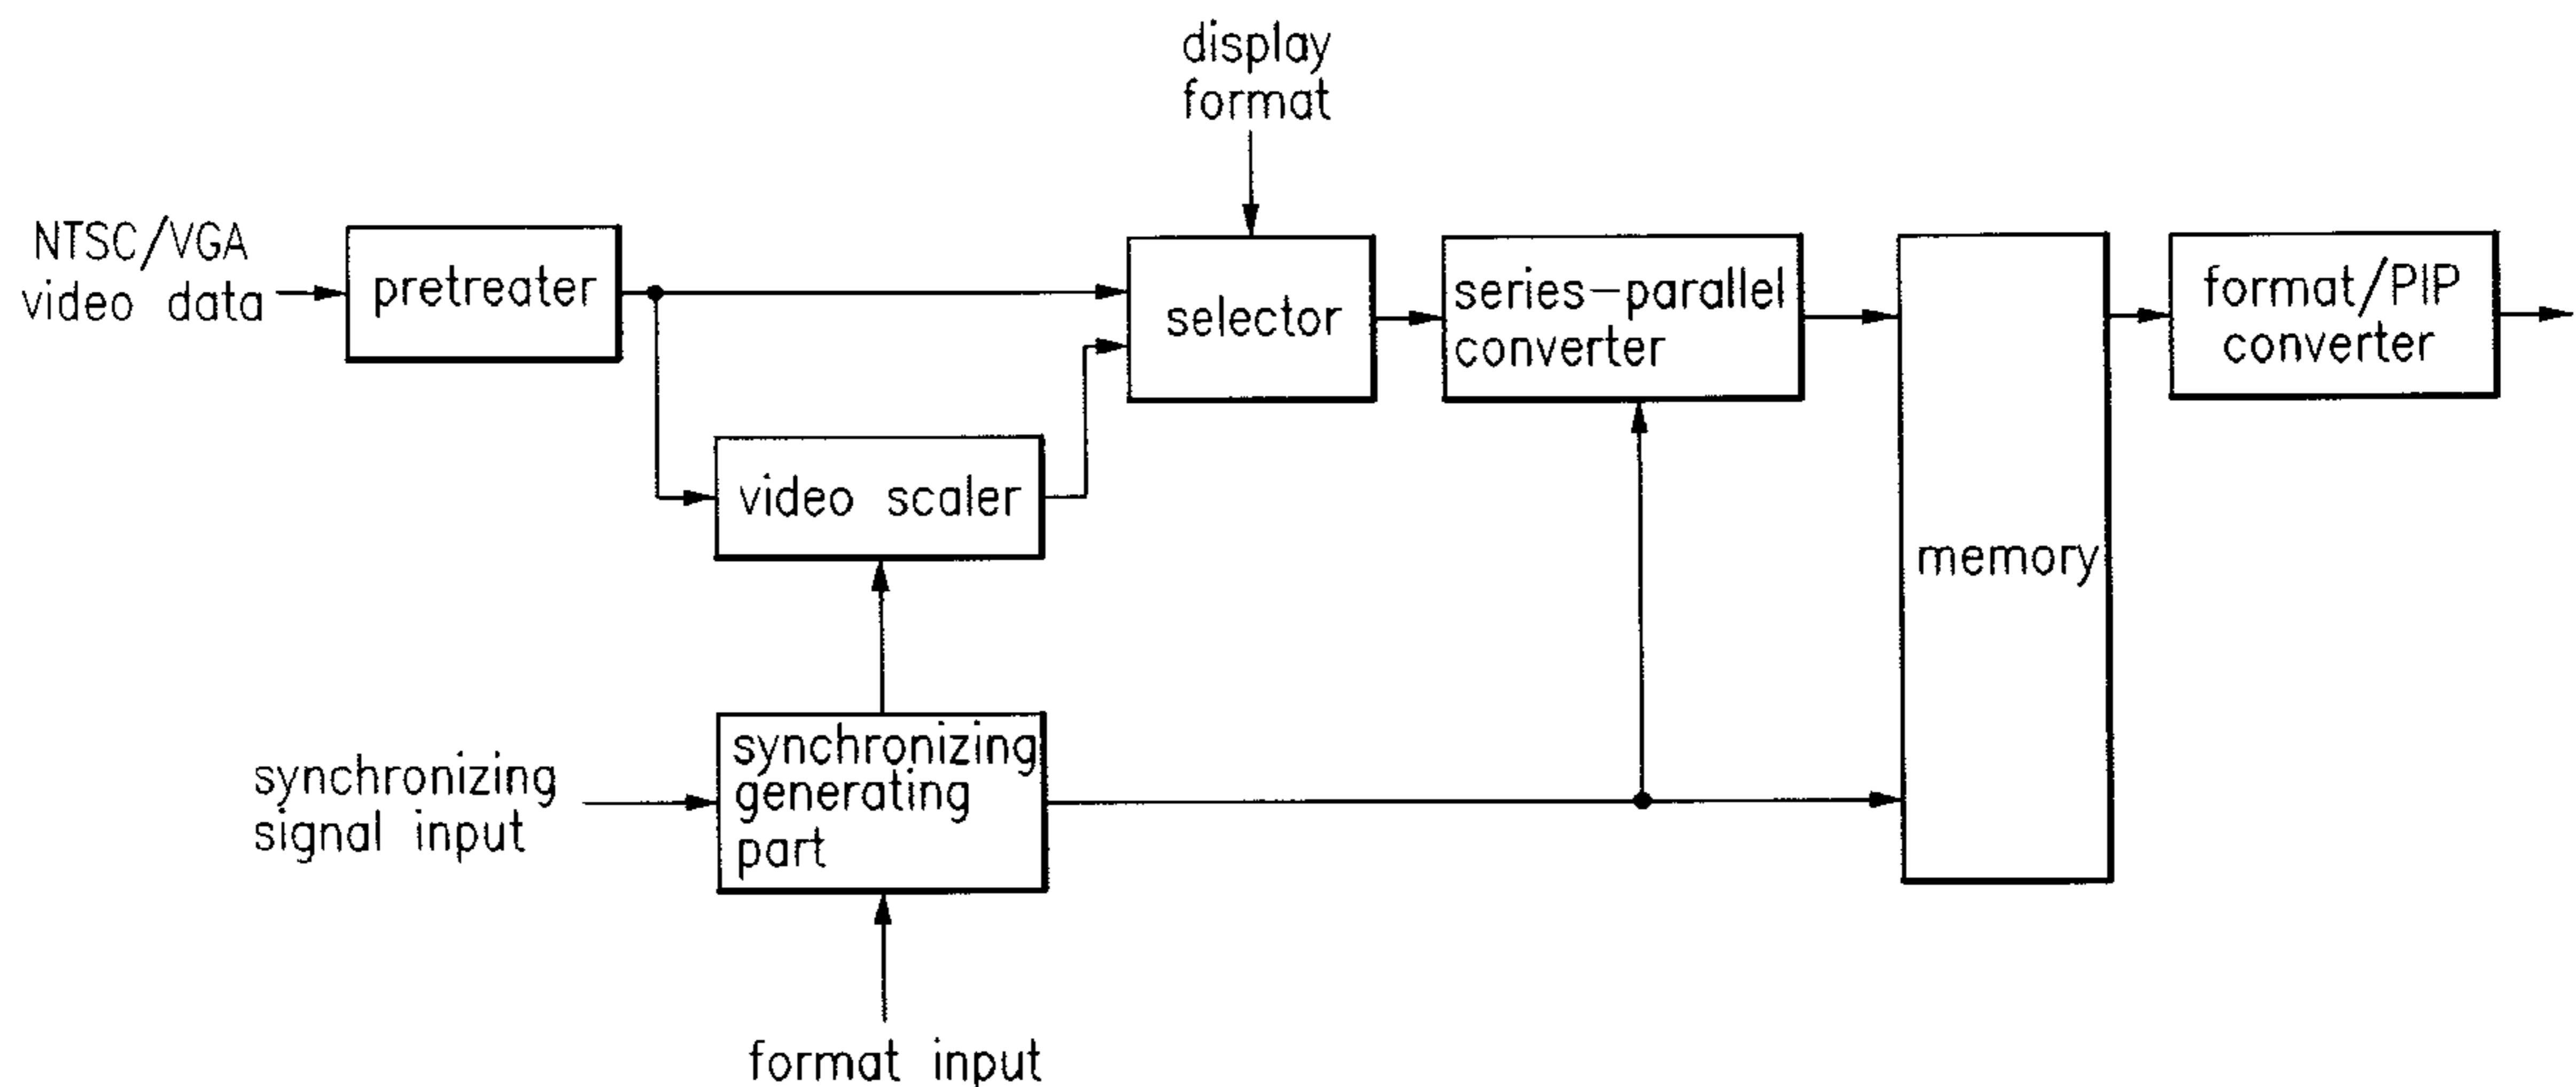 display
format
NTSC/VGA
video data
pretreater
selector
series-parallel
converter
format/PIP
converter
video scaler
memory
synchronizing
signal input
synchronizing
generating
part
format input